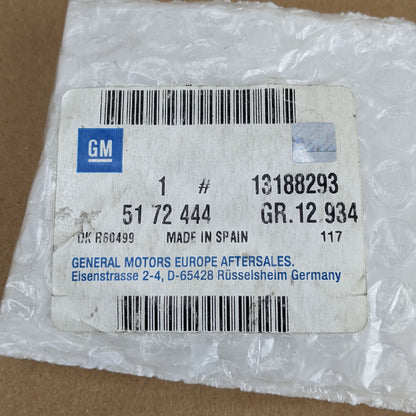 GM
1 # 13188293
51 72 444 GR.12 934
DK R60499 MADE IN SPAIN 117
GENERAL MOTORS EUROPE AFTERSALES.
Eisenstrasse 2-4, D-65428 Rüsselsheim Germany